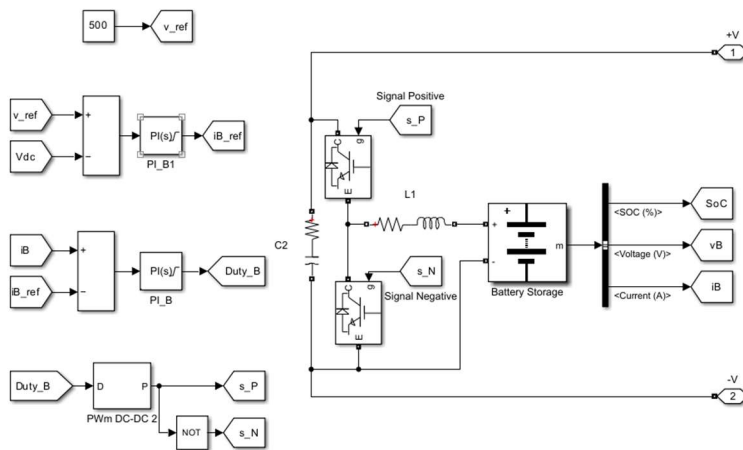 500
v_ref
v_ref
+
Vdc
−
PI(s)
PI_B1
iB_ref
iB
+
iB_ref
−
PI(s)
PI_B
Duty_B
Duty_B
D
P
PWm DC-DC 2
s_P
NOT
s_N
+V
1
Signal Positive
s_P
g
C
E
L1
C2
s_N
Signal Negative
g
C
E
+
+
-
m
Battery Storage
<SOC (%)>
SoC
<Voltage (V)>
vB
<Current (A)>
iB
-V
2